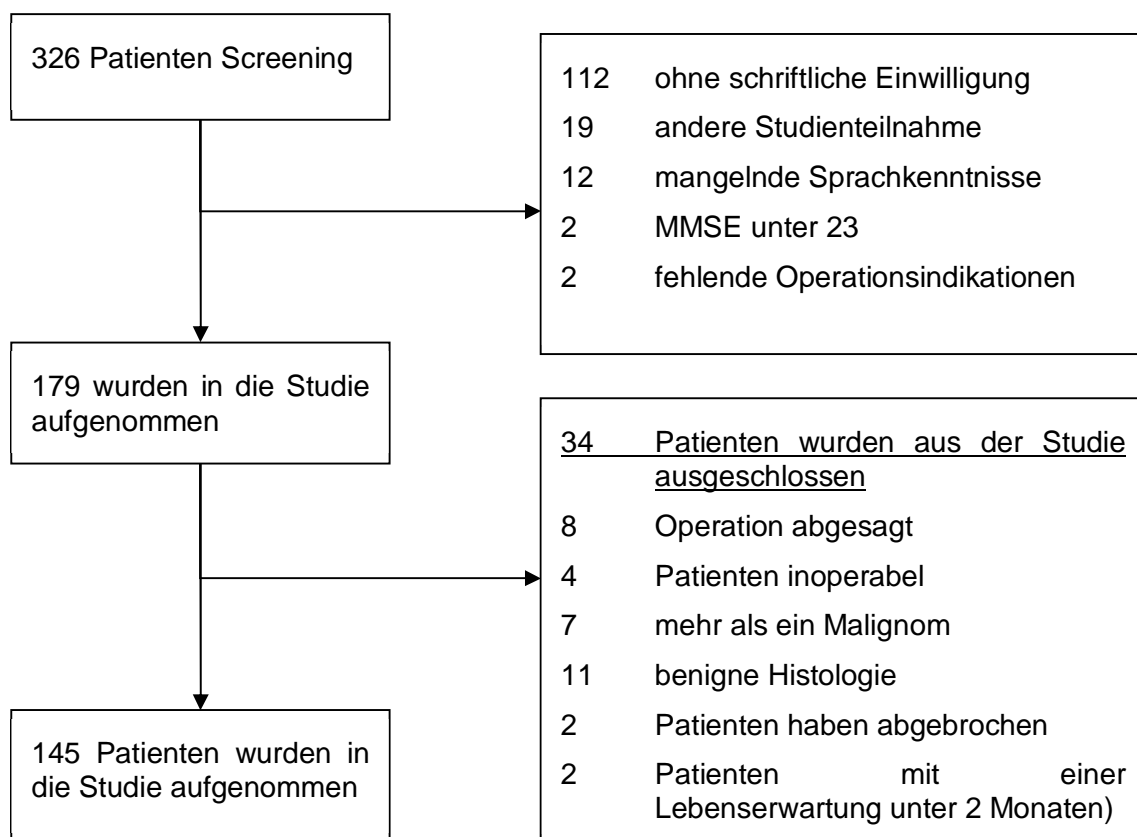 326 Patienten Screening
112 ohne schriftliche Einwilligung
19 andere Studienteilnahme
12 mangelnde Sprachkenntnisse
2 MMSE unter 23
2 fehlende Operationsindikationen
179 wurden in die Studie
aufgenommen
34 Patienten wurden aus der Studie
ausgeschlossen
8 Operation abgesagt
4 Patienten inoperabel
7 mehr als ein Malignom
11 benigne Histologie
2 Patienten haben abgebrochen
2 Patienten mit einer
Lebenserwartung unter 2 Monaten)
145 Patienten wurden in
die Studie aufgenommen